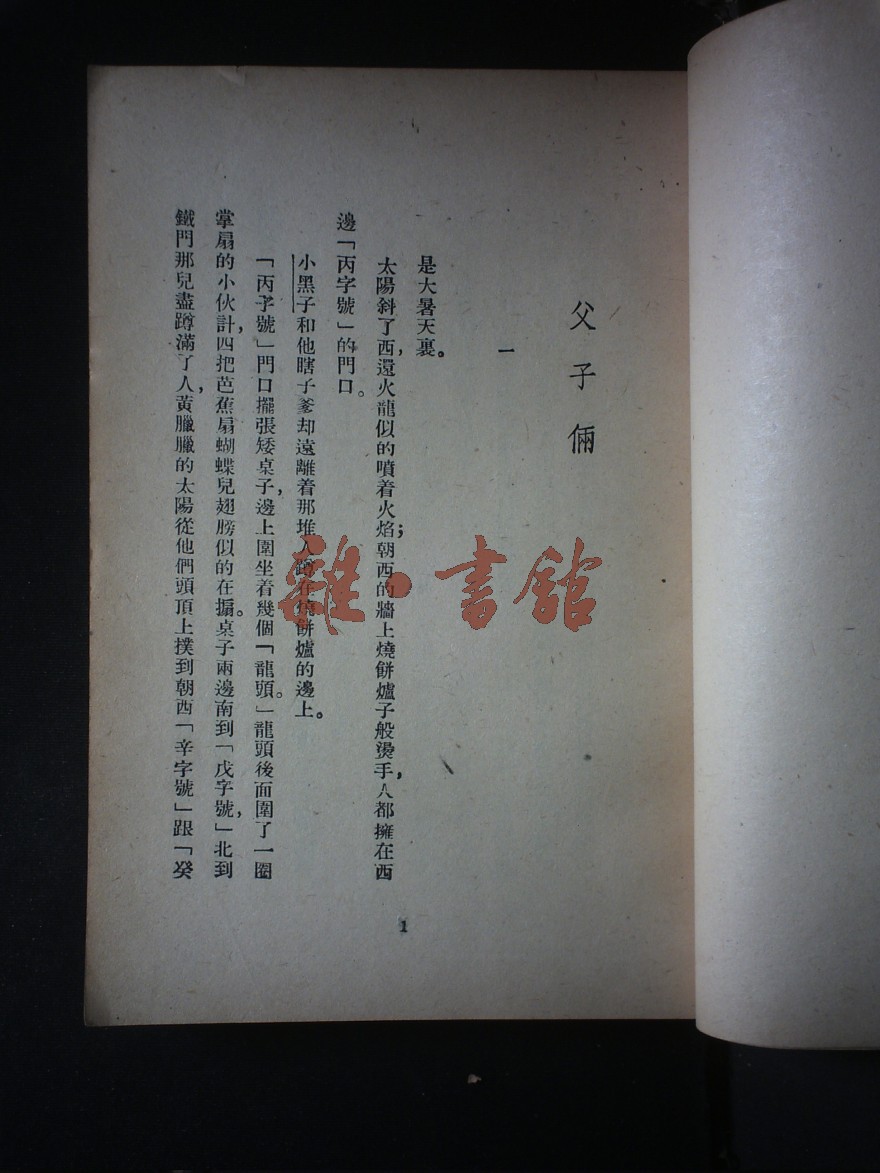 父子倆
一
是大暑天裏。
太陽斜了西，還火龍似的噴着火焰；朝西的牆上燒餅爐子般燙手，人都擁在西
邊「丙字號」的門口。
小黑子和他瞎子爹却遠離着那堆人蹲在燒餅爐的邊上。
「丙字號」門口擺張矮桌子，邊上圍坐着幾個「龍頭。」龍頭後面圍了一圈
掌扇的小伙計，四把芭蕉扇蝴蝶兒翅膀似的在搧。桌子兩邊南到「戊字號，」北到
鐵門那兒盡蹲滿了人，黃臘臘的太陽從他們頭頂上撲到朝西「辛字號」跟「癸
1
雜·書館